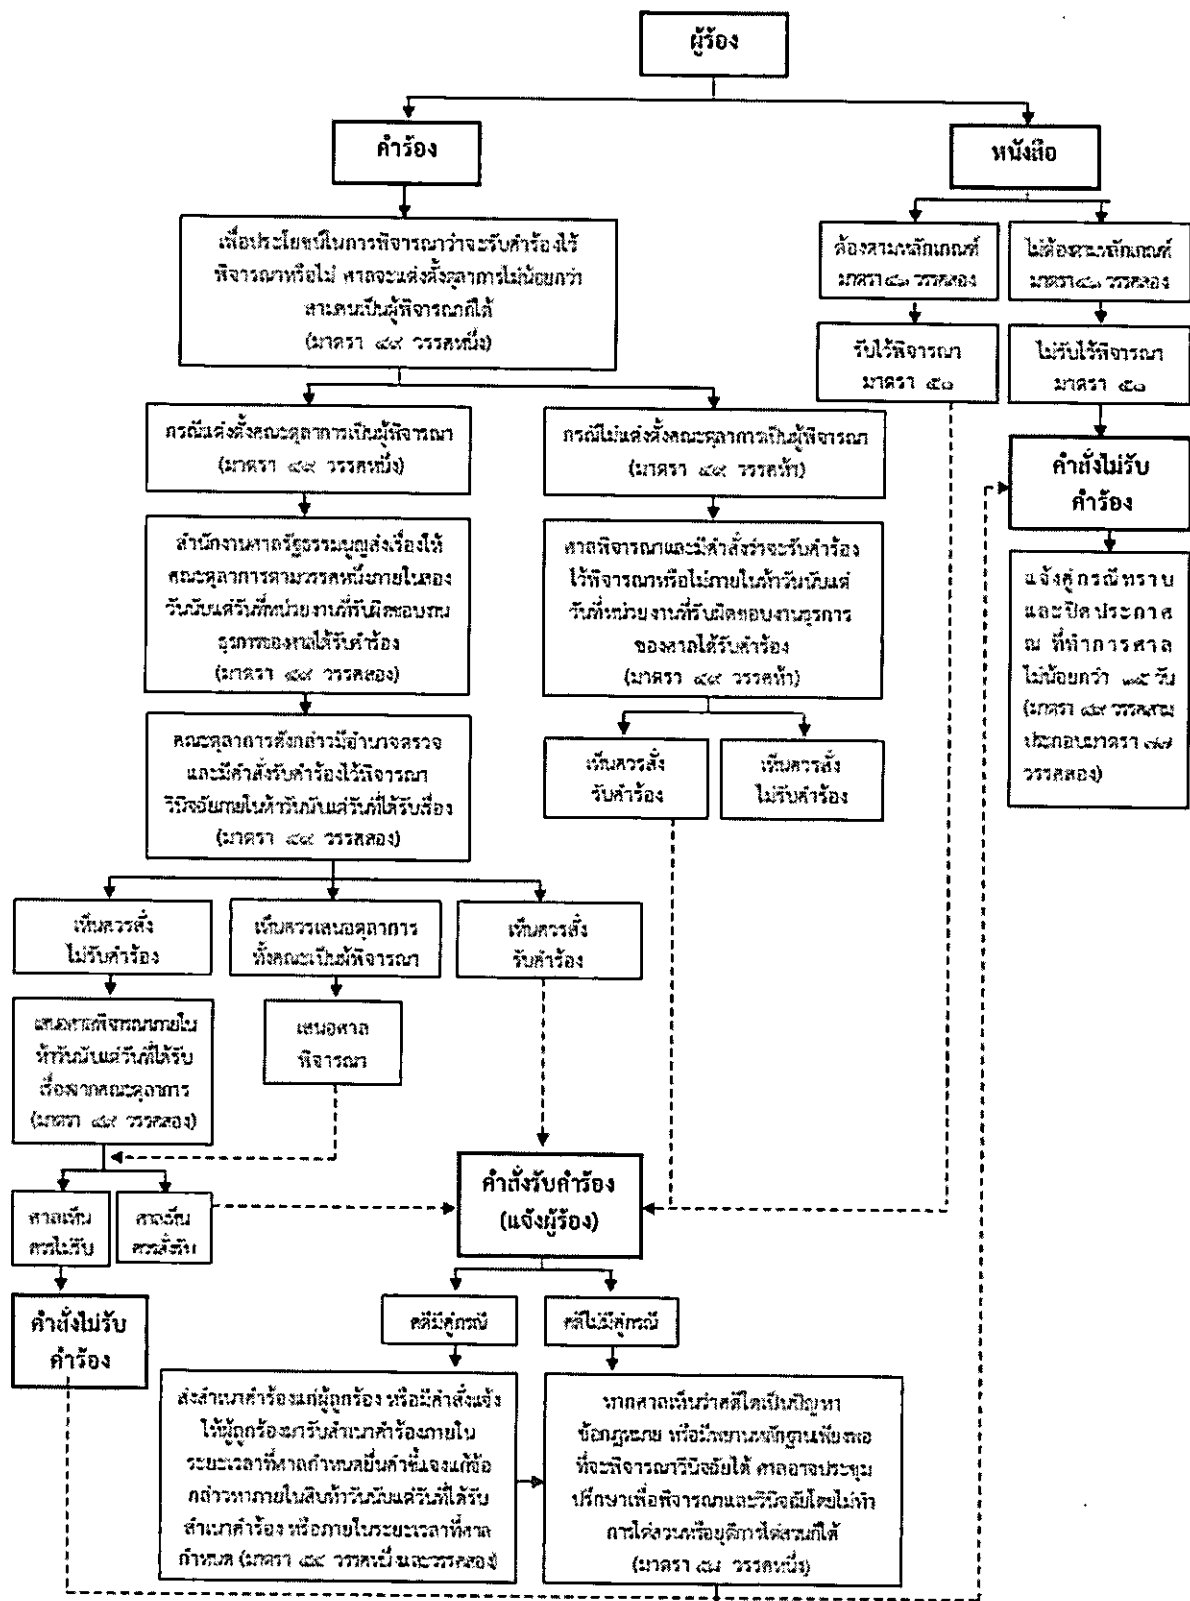 ผู้ร้อง
คำร้อง
หนังสือ
เพื่อประโยชน์ในการพิจารณาว่าจะรับคำร้องไว้
พิจารณาหรือไม่ ศาลจะแต่งตั้งตุลาการไม่น้อยกว่า
สามคนเป็นผู้พิจารณาก็ได้
(มาตรา ๔๙ วรรคหนึ่ง)
ต้องตามหลักเกณฑ์
มาตรา วรรคสอง
ไม่ต้องตามหลักเกณฑ์
มาตรา วรรคสอง
รับไว้พิจารณา
มาตรา
ไม่รับไว้พิจารณา
มาตรา
กรณีแต่งตั้งคณะตุลาการเป็นผู้พิจารณา
(มาตรา ๔๙ วรรคหนึ่ง)
กรณีไม่แต่งตั้งคณะตุลาการเป็นผู้พิจารณา
(มาตรา ๔๙ วรรคห้า)
คำสั่งไม่รับ
คำร้อง
สำนักงานศาลรัฐธรรมนูญส่งเรื่องให้
คณะตุลาการตามวรรคหนึ่งภายในสอง
วันนับแต่วันที่หน่วยงานที่รับผิดชอบงาน
ธุรการของศาลได้รับคำร้อง
(มาตรา ๔๙ วรรคสอง)
ศาลพิจารณาและมีคำสั่งว่าจะรับคำร้อง
ไว้พิจารณาหรือไม่ภายในห้าวันนับแต่
วันที่หน่วยงานที่รับผิดชอบงานธุรการ
ของศาลได้รับคำร้อง
(มาตรา ๔๙ วรรคห้า)
แจ้งคู่กรณีทราบ
และปิดประกาศ
ณ ที่ทำการศาล
ไม่น้อยกว่า ๑๕ วัน
(มาตรา ๔๙ วรรคสาม
ประกอบมาตรา
วรรคสอง)
คณะตุลาการดังกล่าวมีอำนาจตรวจ
และมีคำสั่งรับคำร้องไว้พิจารณา
วินิจฉัยภายในห้าวันนับแต่วันที่ได้รับเรื่อง
(มาตรา ๔๙ วรรคสอง)
เห็นควรสั่ง
รับคำร้อง
เห็นควรสั่ง
ไม่รับคำร้อง
เห็นควรสั่ง
ไม่รับคำร้อง
เห็นควรเสนอตุลาการ
ทั้งคณะเป็นผู้พิจารณา
เห็นควรสั่ง
รับคำร้อง
เสนอศาลพิจารณาภายใน
ห้าวันนับแต่วันที่ได้รับ
เรื่องจากคณะตุลาการ
(มาตรา ๔๙ วรรคสอง)
เสนอศาล
พิจารณา
คำสั่งรับคำร้อง
(แจ้งผู้ร้อง)
ศาลเห็น
ควรไม่รับ
ศาลเห็น
ควรสั่งรับ
คดีมีคู่กรณี
คดีไม่มีคู่กรณี
คำสั่งไม่รับ
คำร้อง
ส่งสำเนาคำร้องแก่ผู้ถูกร้อง หรือมีคำสั่งแจ้ง
ให้ผู้ถูกร้องมารับสำเนาคำร้องภายใน
ระยะเวลาที่ศาลกำหนดยื่นคำชี้แจงแก้ข้อ
กล่าวหาภายในสิบห้าวันนับแต่วันที่ได้รับ
สำเนาคำร้อง หรือภายในระยะเวลาที่ศาล
กำหนด (มาตรา ๕๔ วรรคหนึ่งและวรรคสอง)
หากศาลเห็นว่าคดีใดเป็นปัญหา
ข้อกฎหมาย หรือมีพยานหลักฐานเพียงพอ
ที่จะพิจารณาวินิจฉัยได้ ศาลอาจประชุม
ปรึกษาเพื่อพิจารณาและวินิจฉัยโดยไม่ทำ
การไต่สวนหรือยุติการไต่สวนก็ได้
(มาตรา ๕๘ วรรคหนึ่ง)